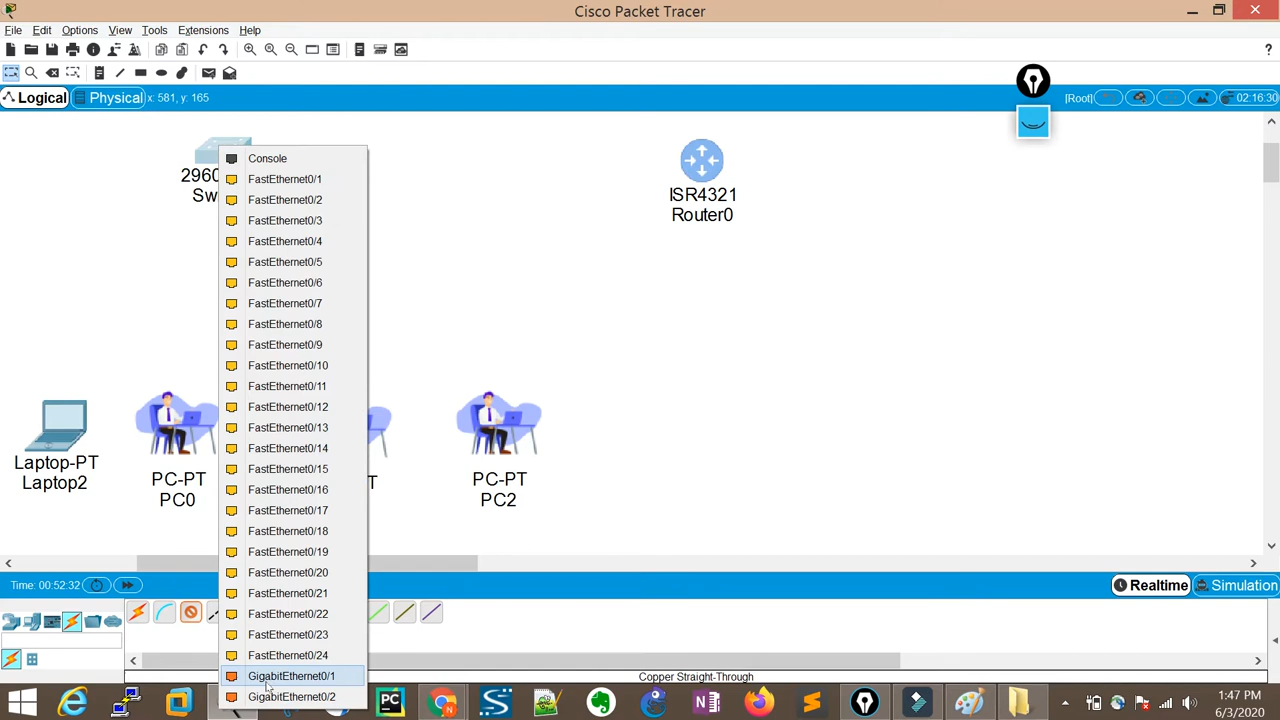 Cisco Packet Tracer
File Edit Options View Tools Extensions Help
?
Logical Physical x: 581, y: 165
[Root] 02:16:30
2960
Sw
Console
FastEthernet0/1
FastEthernet0/2
FastEthernet0/3
FastEthernet0/4
FastEthernet0/5
FastEthernet0/6
FastEthernet0/7
FastEthernet0/8
FastEthernet0/9
FastEthernet0/10
FastEthernet0/11
FastEthernet0/12
FastEthernet0/13
FastEthernet0/14
FastEthernet0/15
FastEthernet0/16
FastEthernet0/17
FastEthernet0/18
FastEthernet0/19
FastEthernet0/20
FastEthernet0/21
FastEthernet0/22
FastEthernet0/23
FastEthernet0/24
GigabitEthernet0/1
GigabitEthernet0/2
ISR4321
Router0
Laptop-PT
Laptop2
PC-PT
PC0
T
PC-PT
PC2
Time: 00:52:32
Realtime Simulation
Copper Straight-Through
PC
N
1:47 PM
6/3/2020